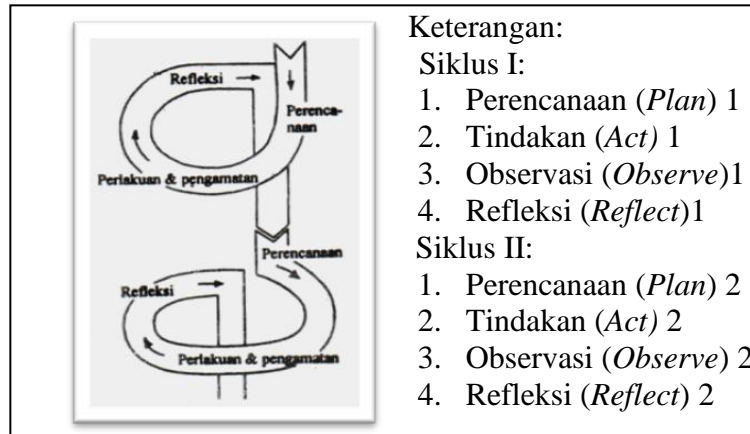 Refleksi
Perenca-
naan
Perlakuan & pengamatan
Perencanaan
Refleksi
Perlakuan & pengamatan
Keterangan:
Siklus I:
1. Perencanaan (Plan) 1
2. Tindakan (Act) 1
3. Observasi (Observe)1
4. Refleksi (Reflect)1
Siklus II:
1. Perencanaan (Plan) 2
2. Tindakan (Act) 2
3. Observasi (Observe) 2
4. Refleksi (Reflect) 2